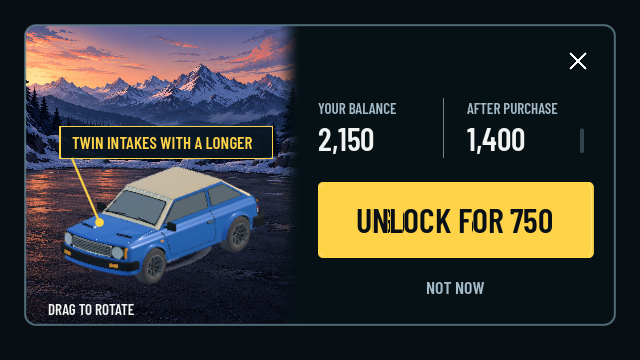 TWIN INTAKES WITH A LONGER
DRAG TO ROTATE
YOUR BALANCE
2,150
AFTER PURCHASE
1,400
UNLOCK FOR 750
NOT NOW